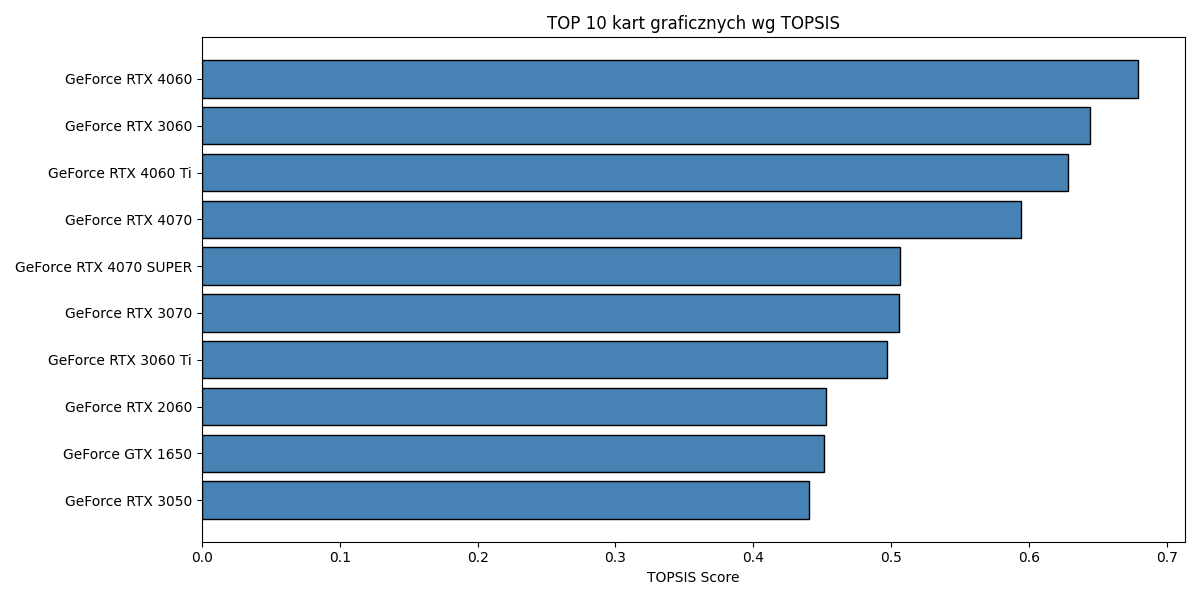 TOP 10 kart graficznych wg TOPSIS
GeForce RTX 4060
GeForce RTX 3060
GeForce RTX 4060 Ti
GeForce RTX 4070
GeForce RTX 4070 SUPER
GeForce RTX 3070
GeForce RTX 3060 Ti
GeForce RTX 2060
GeForce GTX 1650
GeForce RTX 3050
0.0 0.1 0.2 0.3 0.4 0.5 0.6 0.7
TOPSIS Score